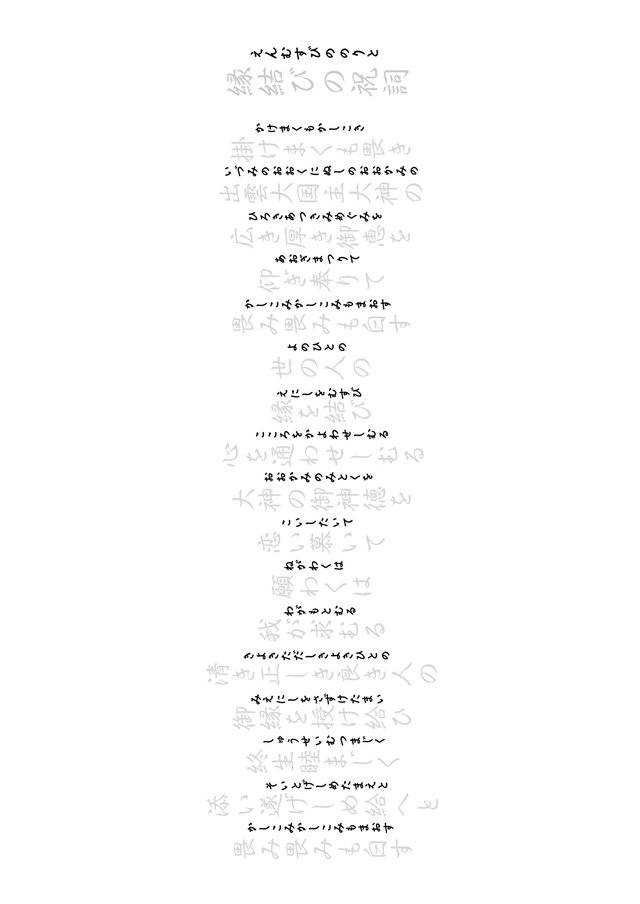 えんむすびののりと
縁結びの祝詞
かけまくもかしこき
掛けまくも畏き
いづみのおおくにぬしのおおかみの
出雲大国主大神の
ひろきあつきみめぐみを
広き厚き御恵を
あおぎまつりて
仰ぎ奉りて
かしこみかしこみもまおす
畏み畏みも白す
よのひとの
世の人の
えにしをむすび
縁を結び
こころをかよわせしむる
心を通わせしむる
おおかみのみとくを
大神の御神徳を
こいしたいて
恋い慕いて
ねがわくは
願わくは
わがもとむる
我が求むる
きよきただしきよきひとの
清き正しき良き人の
みえにしをさずけたまい
御縁を授け給ひ
しゅうせいむつまじく
終生睦まじく
そいとげしめたまえと
添い遂げしめ給へと
かしこみかしこみもまおす
畏み畏みも白す